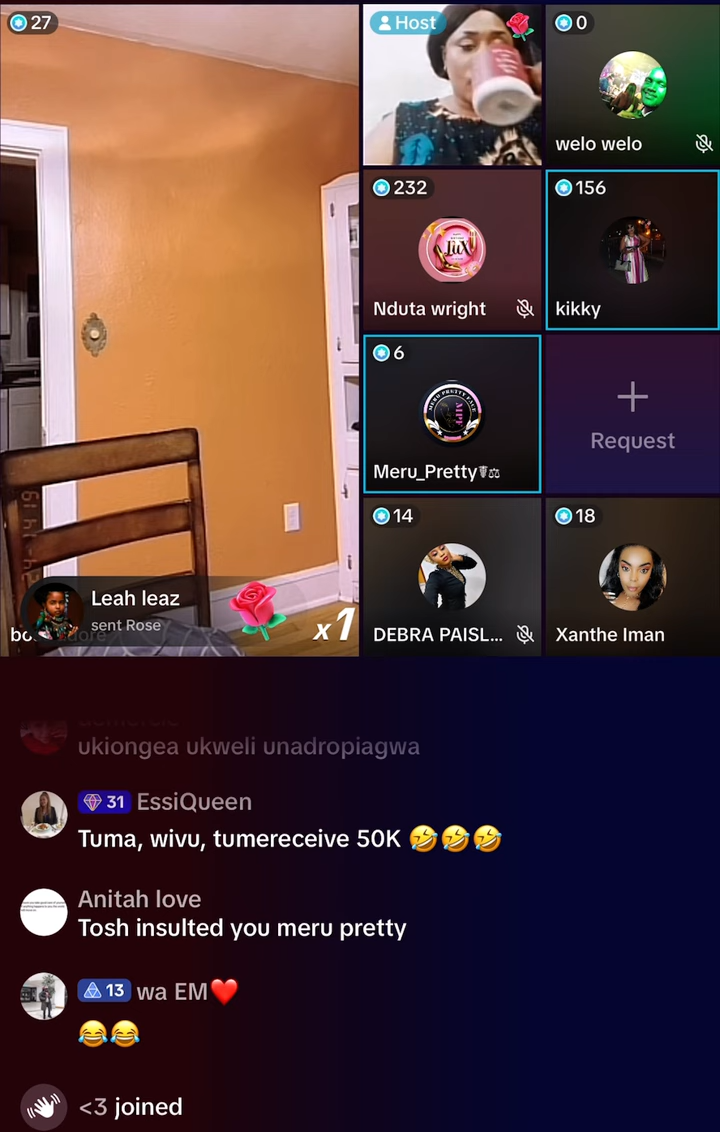 27
Host
0
welo welo
232
Nduta wright
156
kikky
6
Meru_Pretty
Request
14
DEBRA PAISL...
18
Xanthe Iman
Leah leaz
sent Rose
x1
ukiongea ukweli unadropiagwa
31 EssiQueen
Tuma, wivu, tumereceive 50K 🤣🤣🤣
Anitah love
Tosh insulted you meru pretty
13 wa EM❤️
😂😂
<3 joined